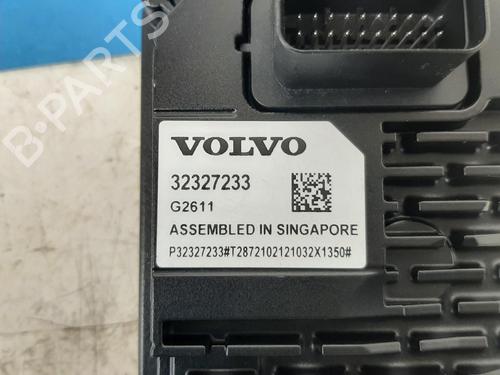 B-PARTS
VOLVO
32327233
G2611
ASSEMBLED IN SINGAPORE
P32327233#T2872102121032X1350#